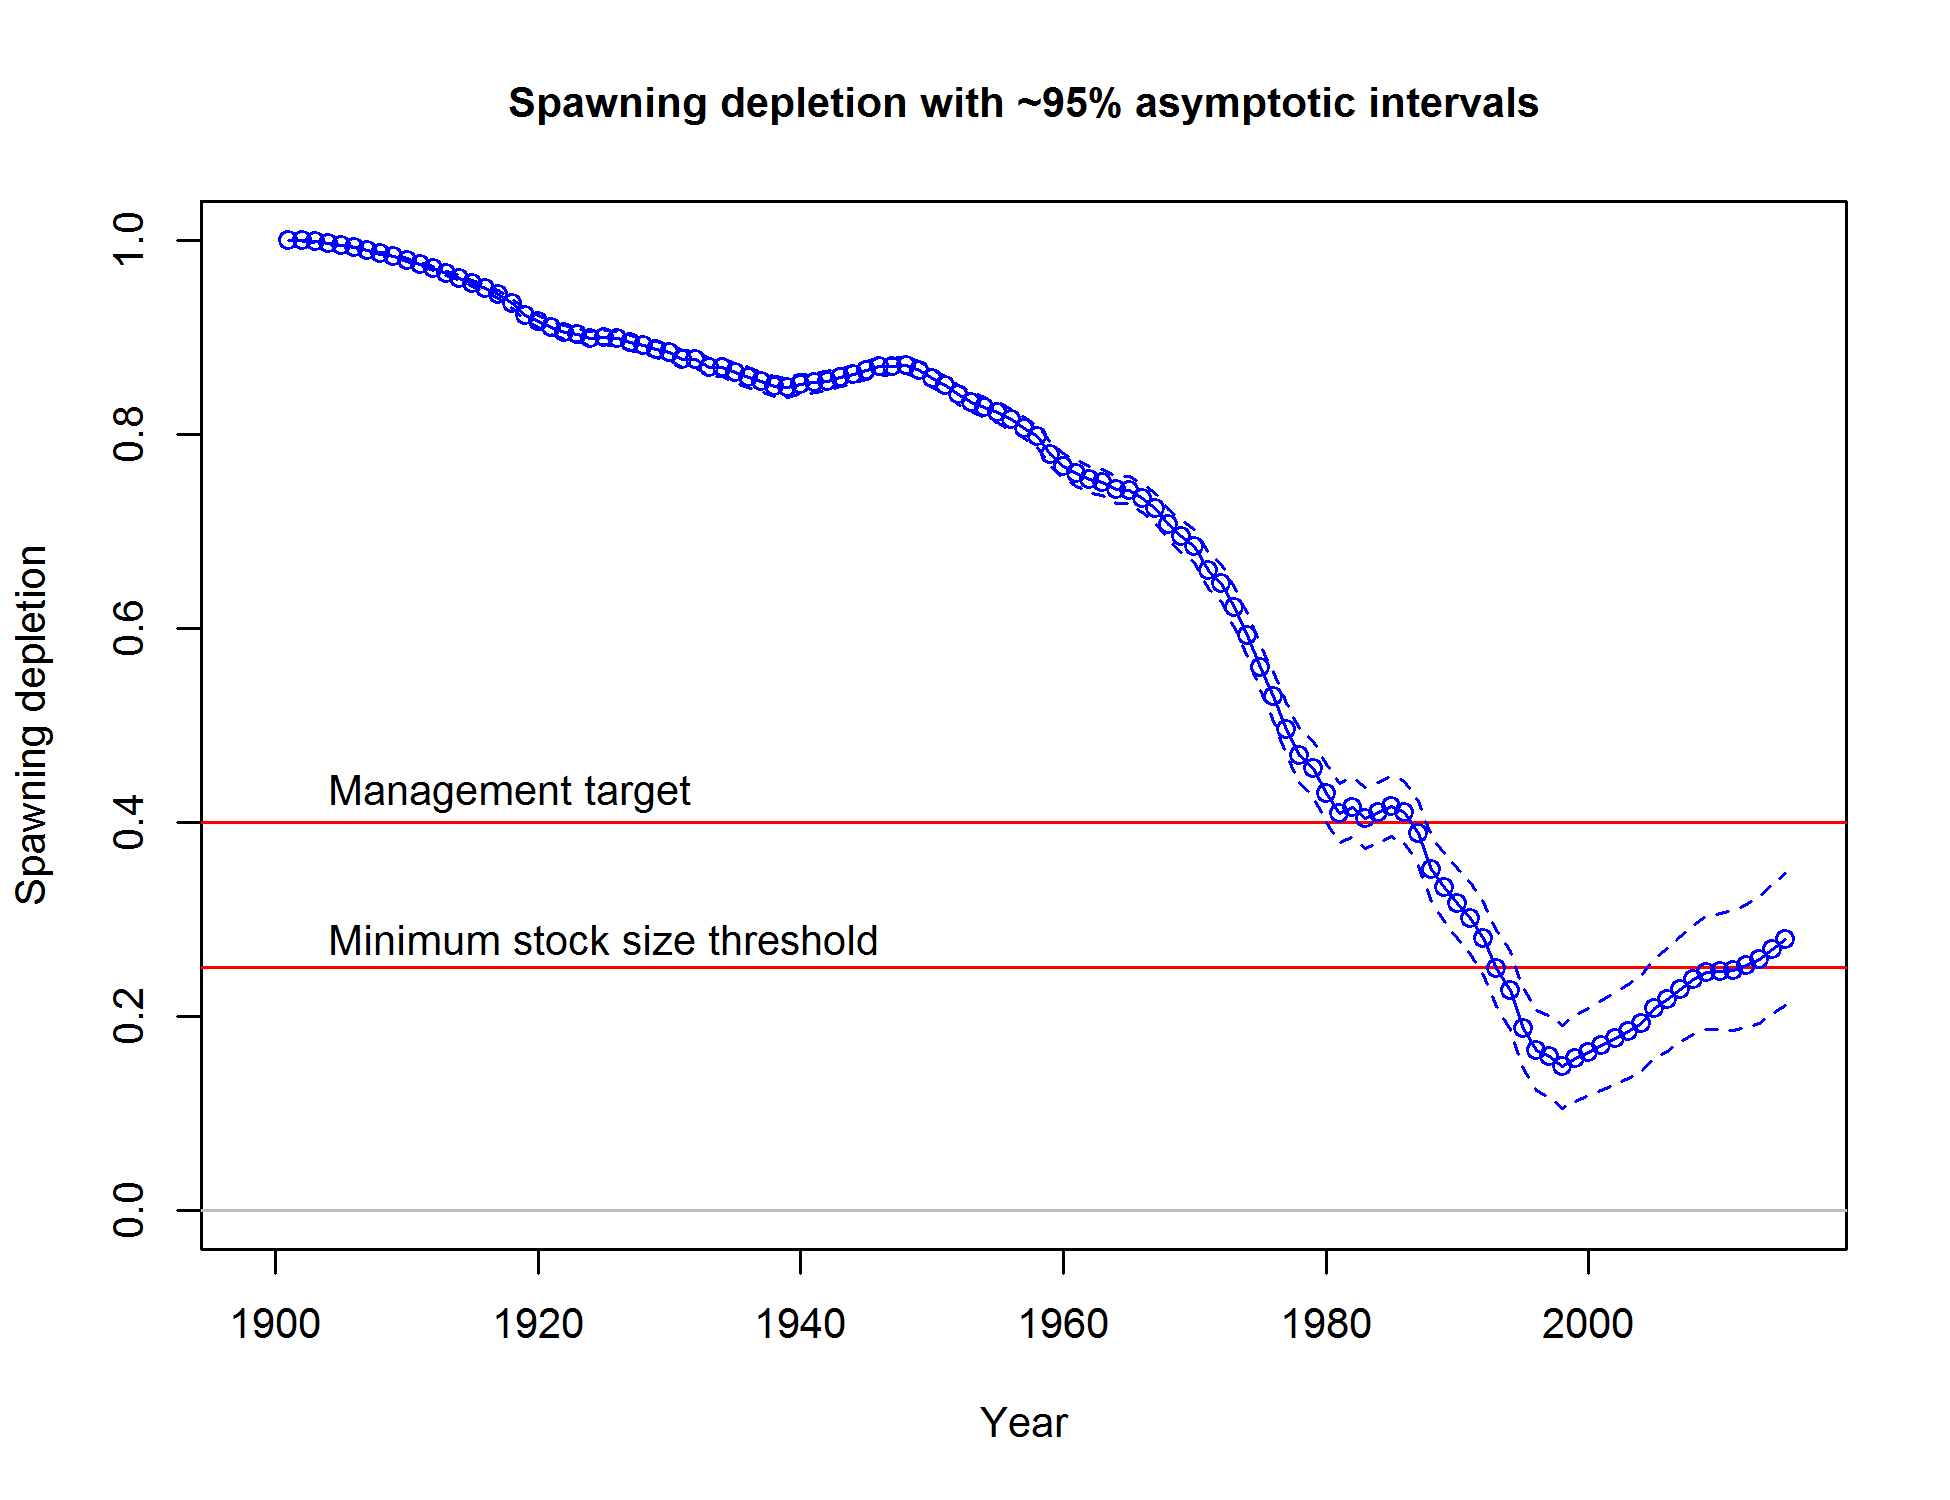 Spawning depletion with ~95% asymptotic intervals
Spawning depletion
1.0
0.8
0.6
0.4
0.2
0.0
Management target
Minimum stock size threshold
1900
1920
1940
1960
1980
2000
Year